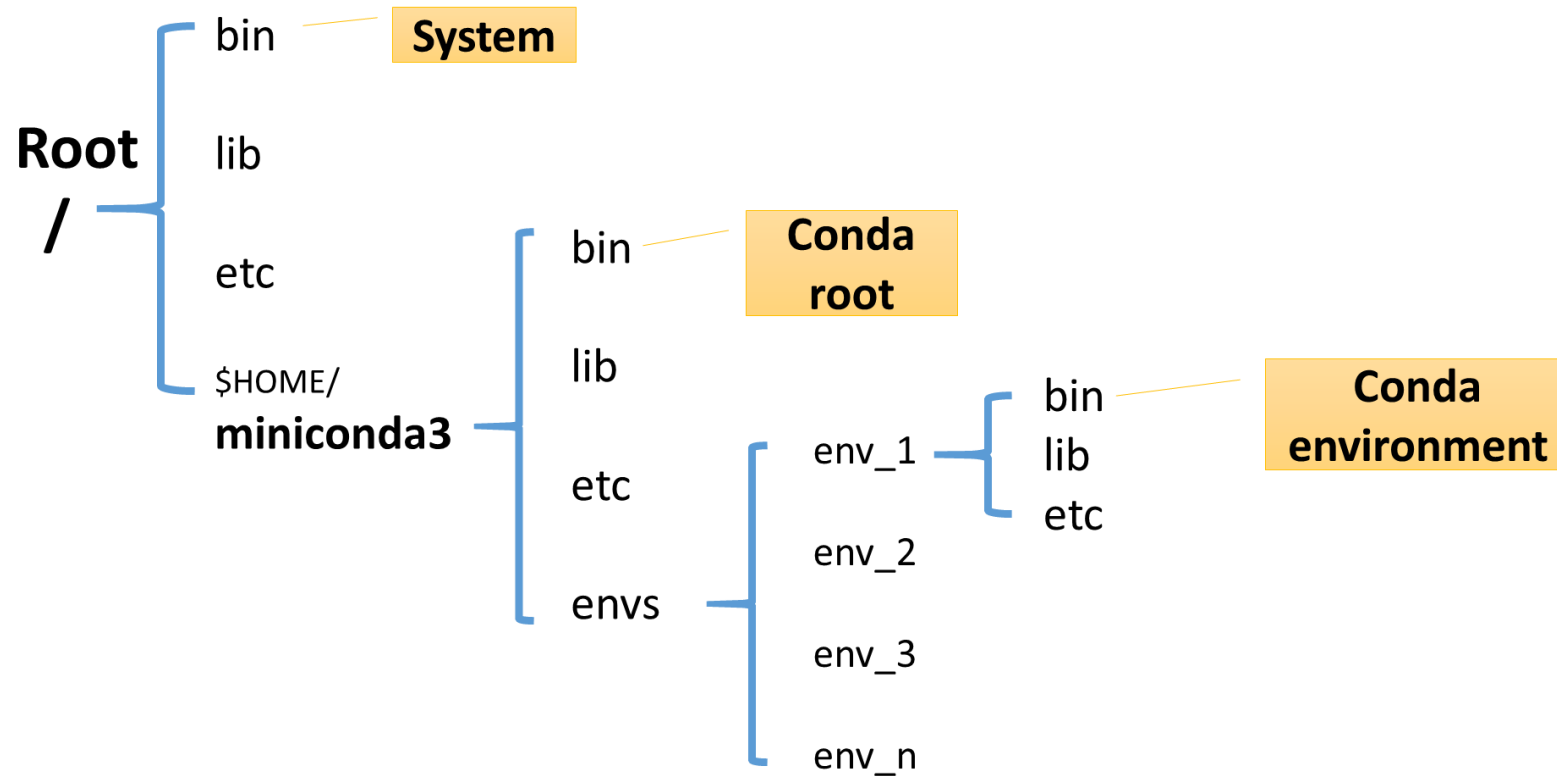 Root
/
bin
System
lib
etc
$HOME/
miniconda3
bin
Conda
root
lib
etc
envs
env_1
env_2
env_3
env_n
bin
lib
etc
Conda
environment